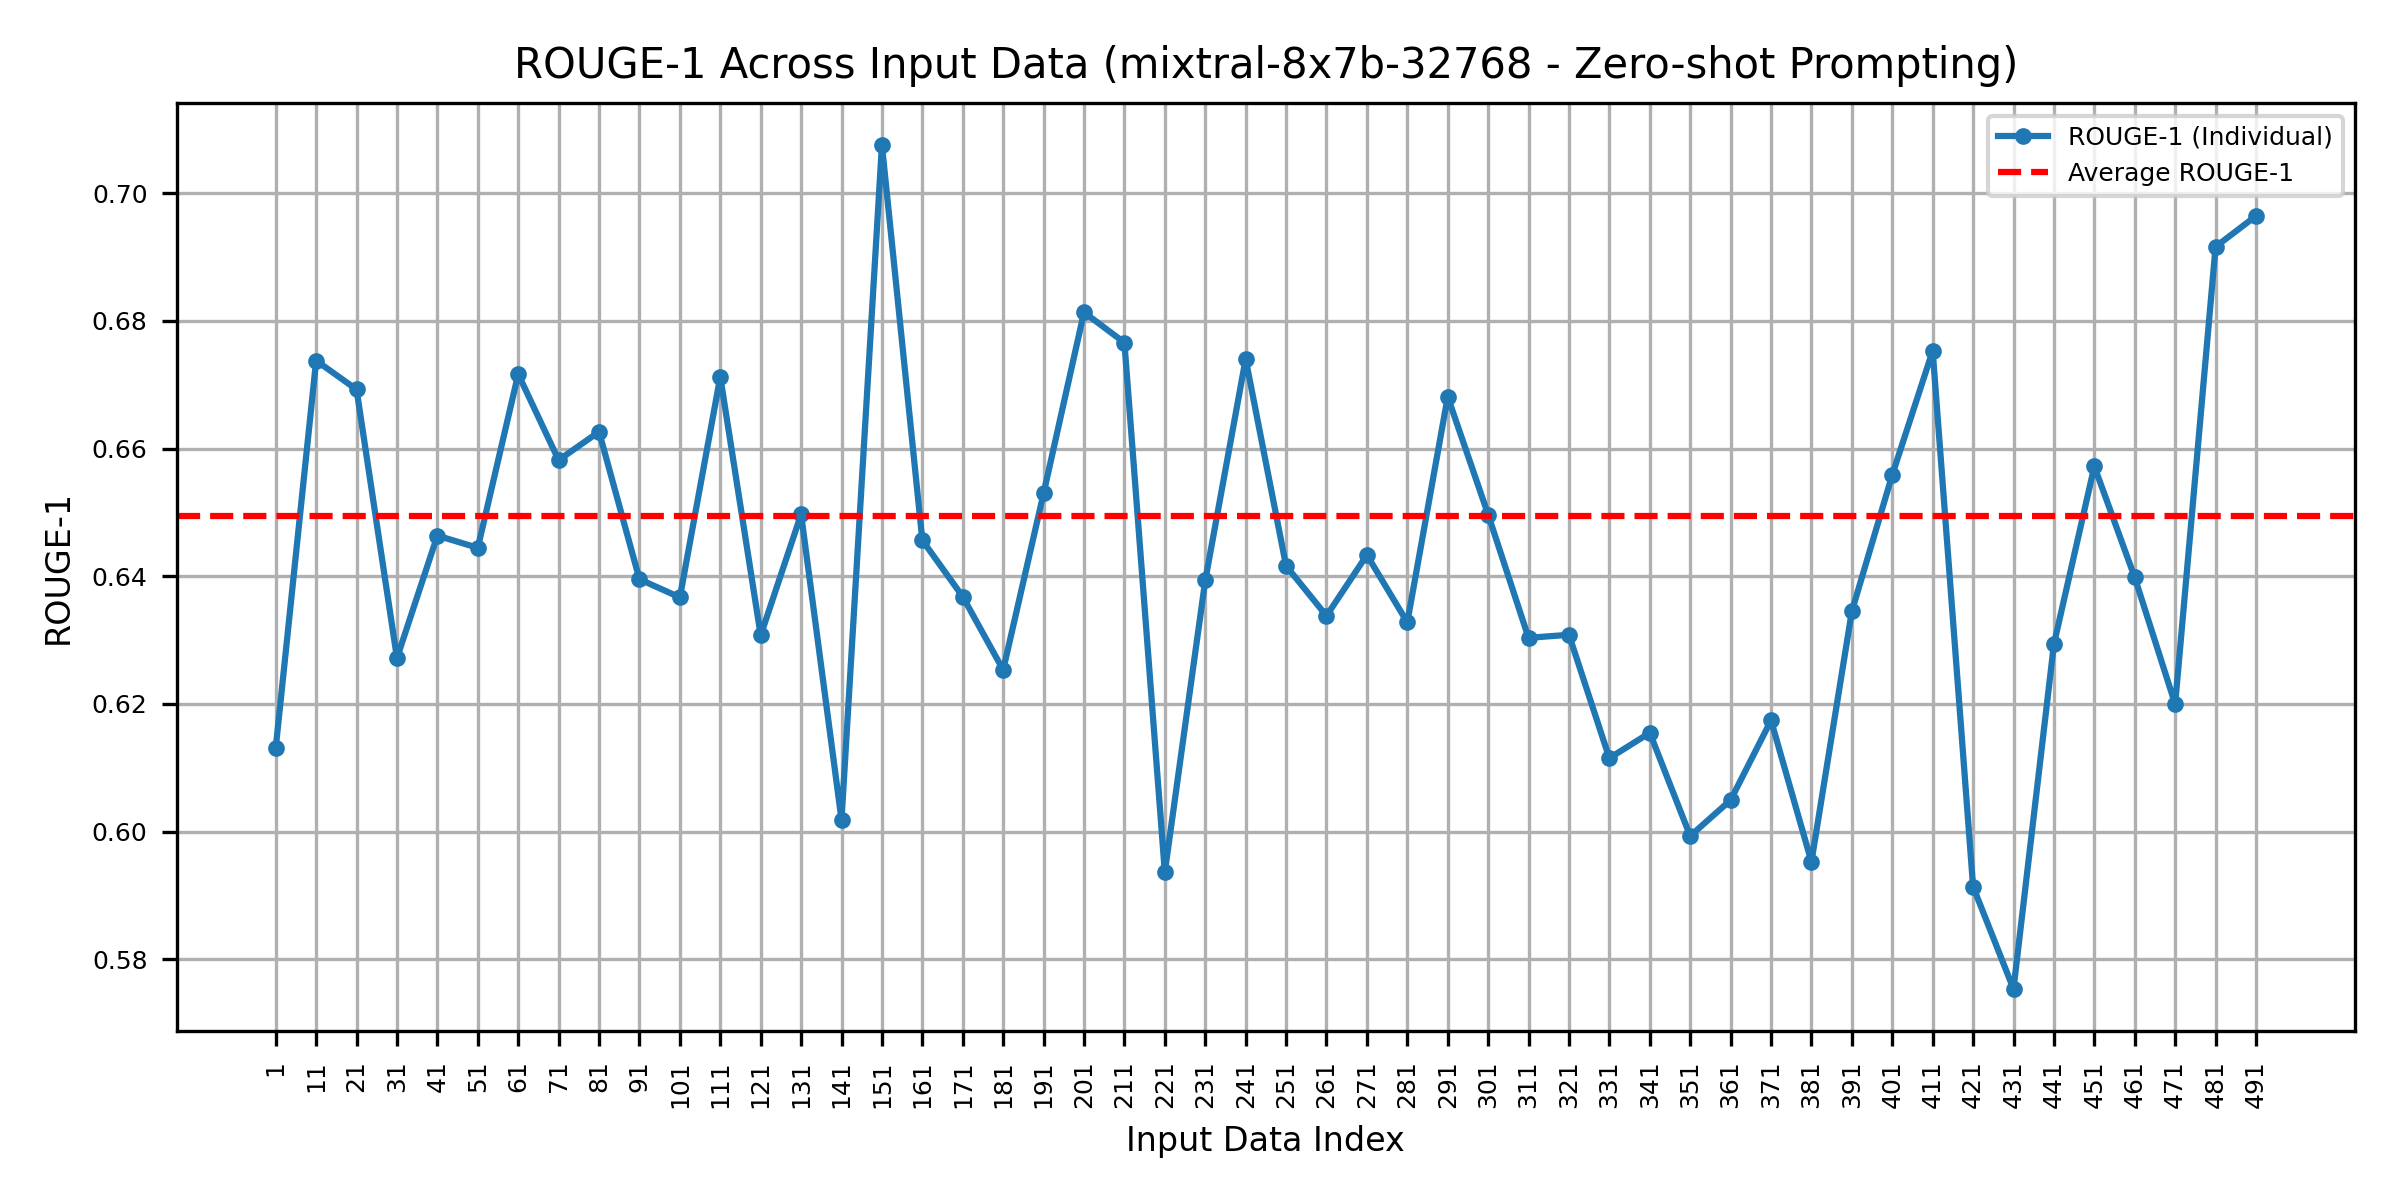 ROUGE-1 Across Input Data (mixtral-8x7b-32768 - Zero-shot Prompting)
ROUGE-1 (Individual)
Average ROUGE-1
0.70
0.68
0.66
0.64
0.62
0.60
0.58
ROUGE-1
1 11 21 31 41 51 61 71 81 91 101 111 121 131 141 151 161 171 181 191 201 211 221 231 241 251 261 271 281 291 301 311 321 331 341 351 361 371 381 391 401 411 421 431 441 451 461 471 481 491
Input Data Index